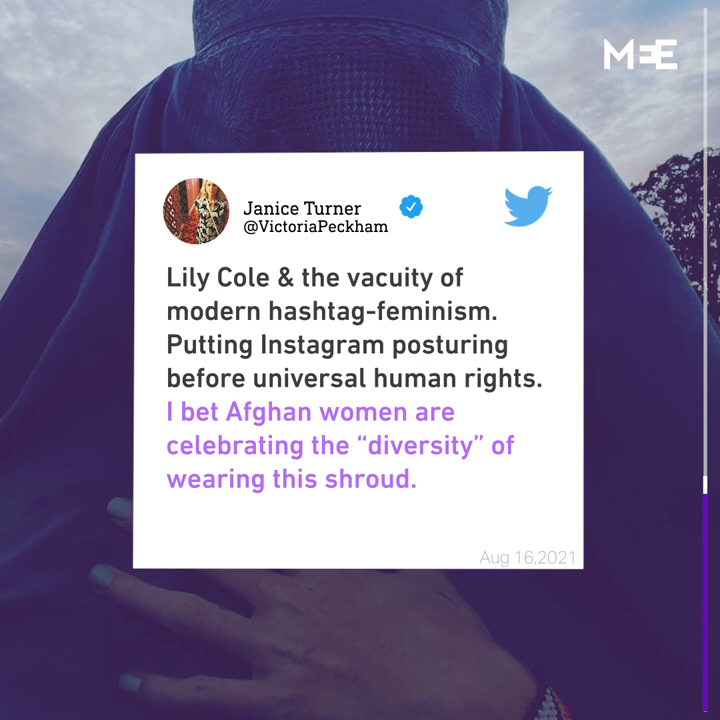 MEE
Janice Turner
@VictoriaPeckham
Lily Cole & the vacuity of
modern hashtag-feminism.
Putting Instagram posturing
before universal human rights.
I bet Afghan women are
celebrating the “diversity” of
wearing this shroud.
Aug 16,2021